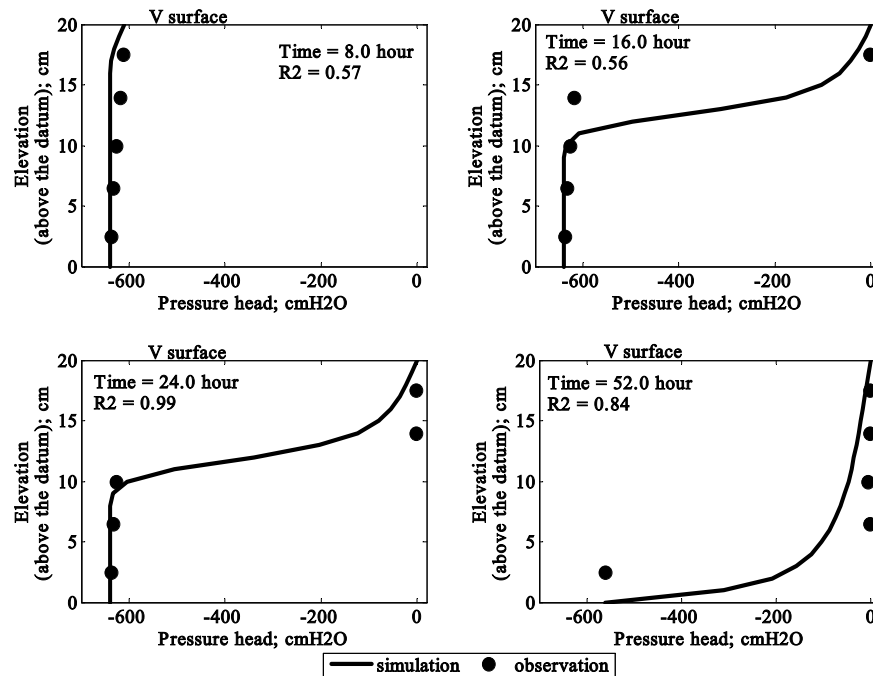 V surface
Time = 8.0 hour
R2 = 0.57
20
15
10
5
0
Elevation
(above the datum); cm
-600
-400
-200
0
Pressure head; cmH2O
V surface
Time = 16.0 hour
R2 = 0.56
20
15
10
5
0
Elevation
(above the datum); cm
-600
-400
-200
0
Pressure head; cmH2O
V surface
Time = 24.0 hour
R2 = 0.99
20
15
10
5
0
Elevation
(above the datum); cm
-600
-400
-200
0
Pressure head; cmH2O
V surface
Time = 52.0 hour
R2 = 0.84
20
15
10
5
0
Elevation
(above the datum); cm
-600
-400
-200
0
Pressure head; cmH2O
simulation
observation